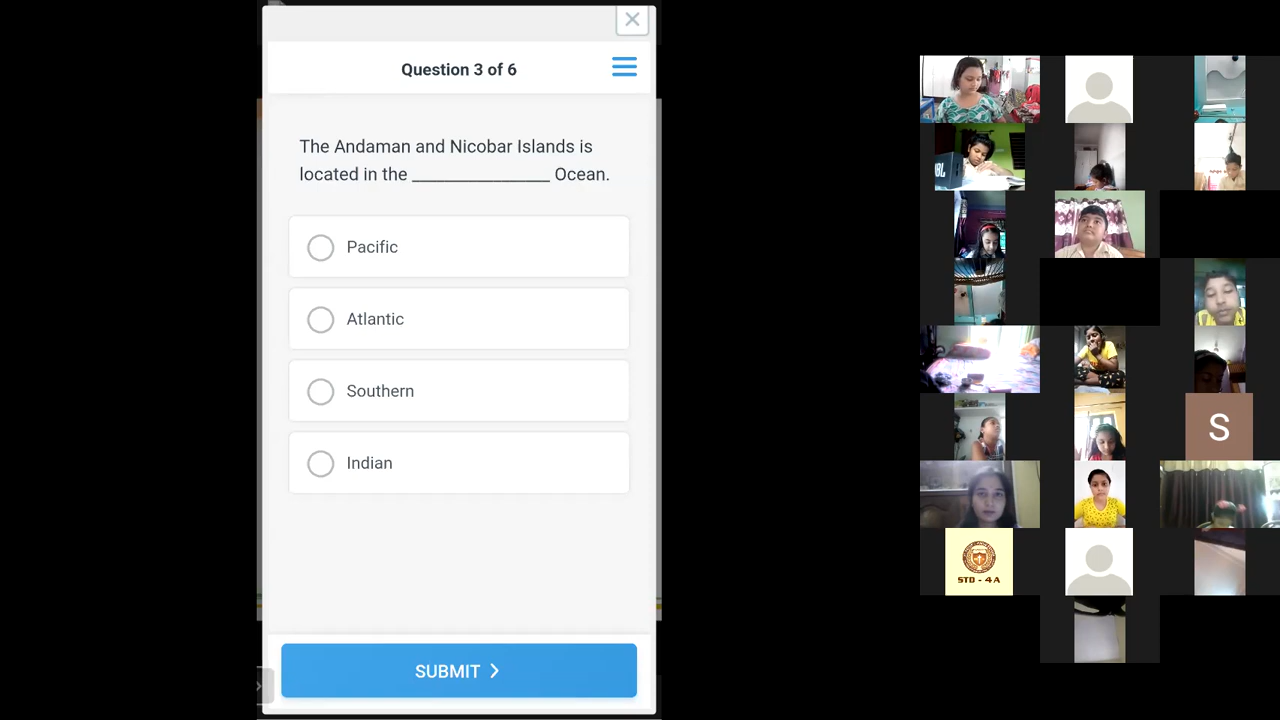 Question 3 of 6
The Andaman and Nicobar Islands is
located in the ________________ Ocean.
Pacific
Atlantic
Southern
Indian
SUBMIT
S
STD - 4A